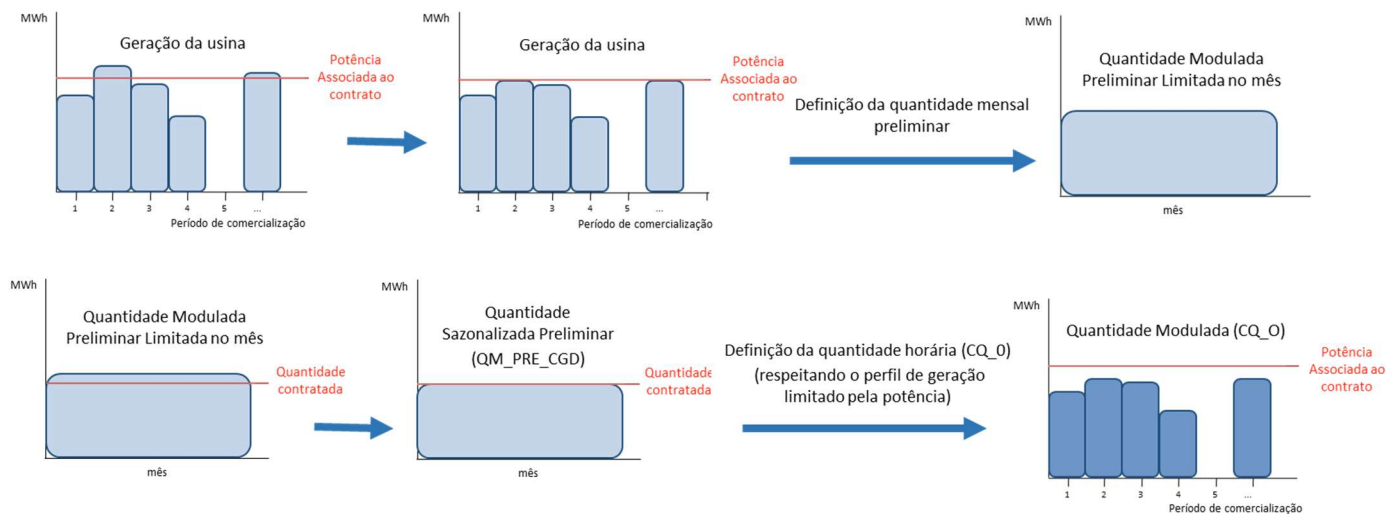 MWh
Geração da usina
Potência
Associada ao
contrato
1 2 3 4 5 ...
Período de comercialização
MWh
Geração da usina
Potência
Associada ao
contrato
1 2 3 4 5 ...
Período de comercialização
Definição da quantidade mensal
preliminar
MWh
Quantidade Modulada
Preliminar Limitada no mês
mês
MWh
Quantidade Modulada
Preliminar Limitada no mês
Quantidade
contratada
mês
MWh
Quantidade
Sazonalizada Preliminar
(QM_PRE_CGD)
Quantidade
contratada
mês
Definição da quantidade horária (CQ_0)
(respeitando o perfil de geração
limitado pela potência)
MWh
Quantidade Modulada (CQ_O)
Potência
Associada ao
contrato
1 2 3 4 5 ...
Período de comercialização